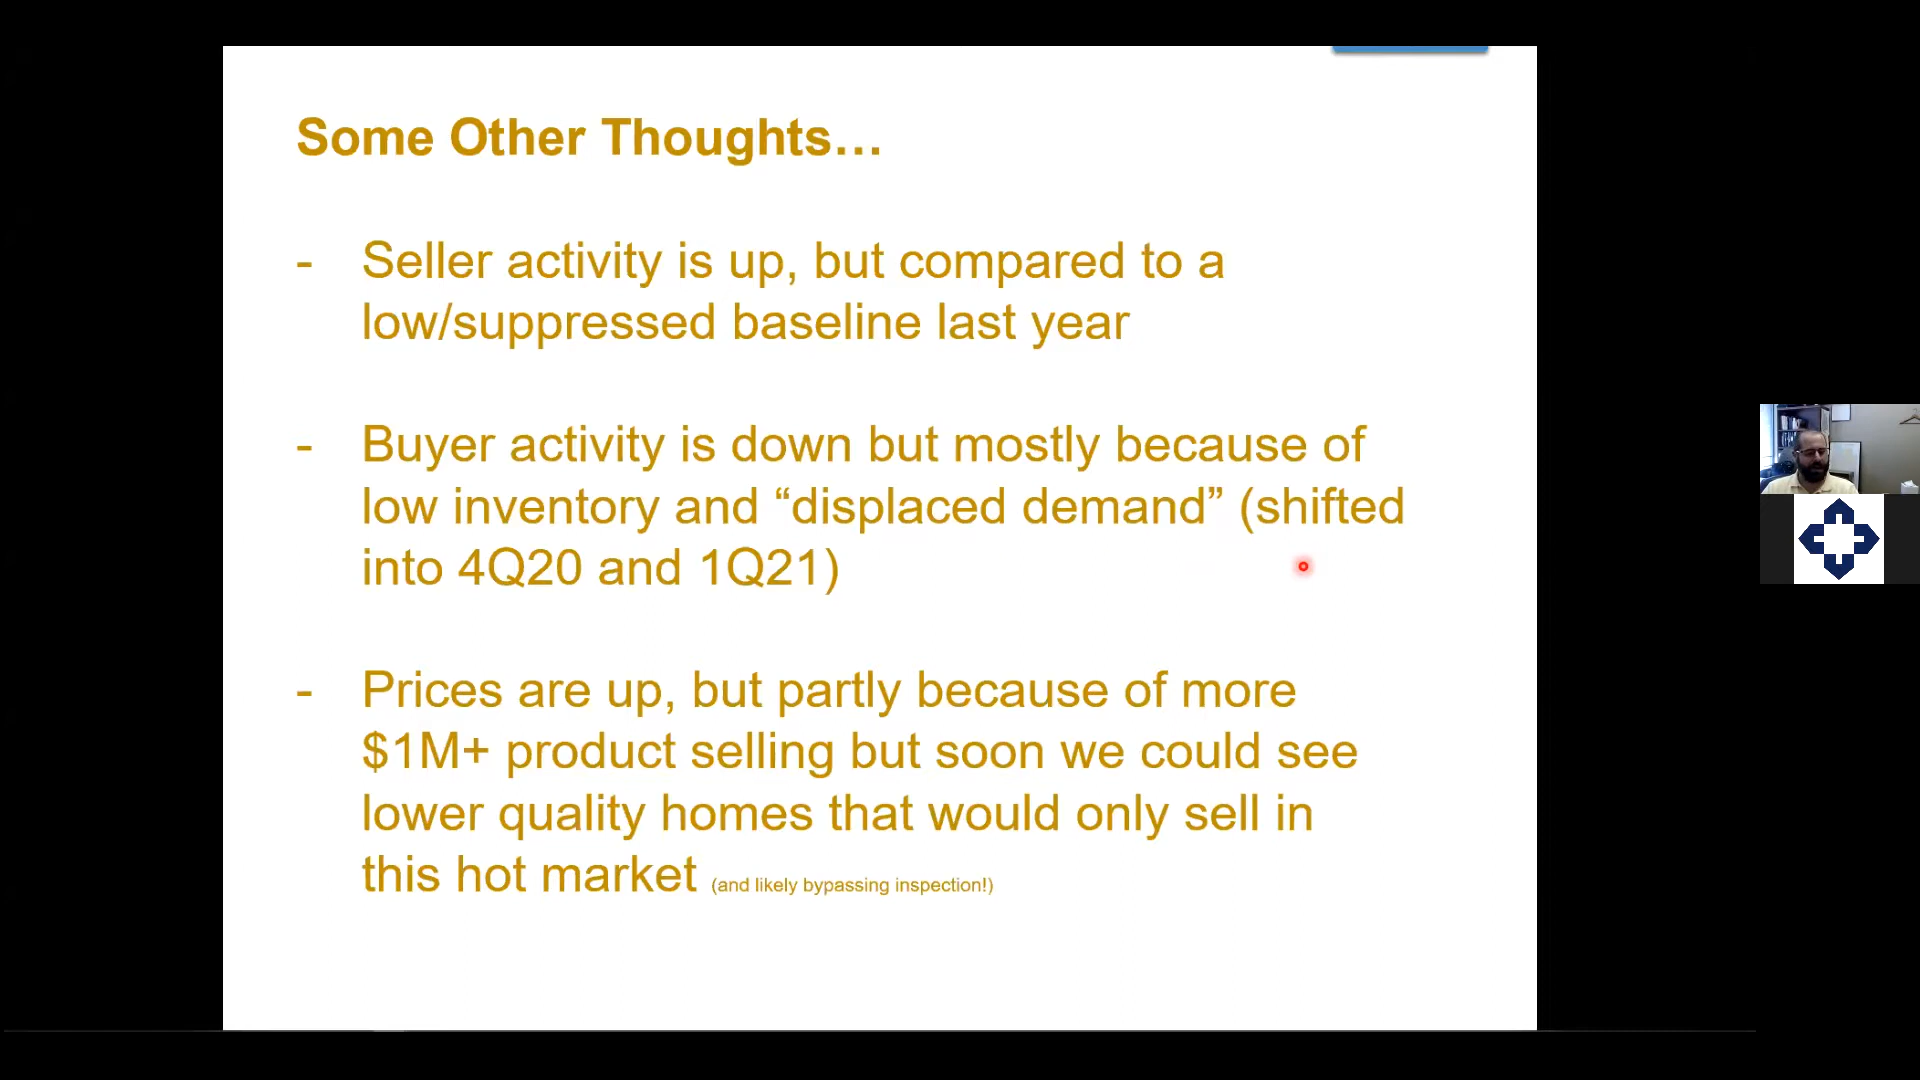 Some Other Thoughts…
- Seller activity is up, but compared to a
low/suppressed baseline last year
- Buyer activity is down but mostly because of
low inventory and “displaced demand” (shifted
into 4Q20 and 1Q21)
- Prices are up, but partly because of more
$1M+ product selling but soon we could see
lower quality homes that would only sell in
this hot market (and likely bypassing inspection!)